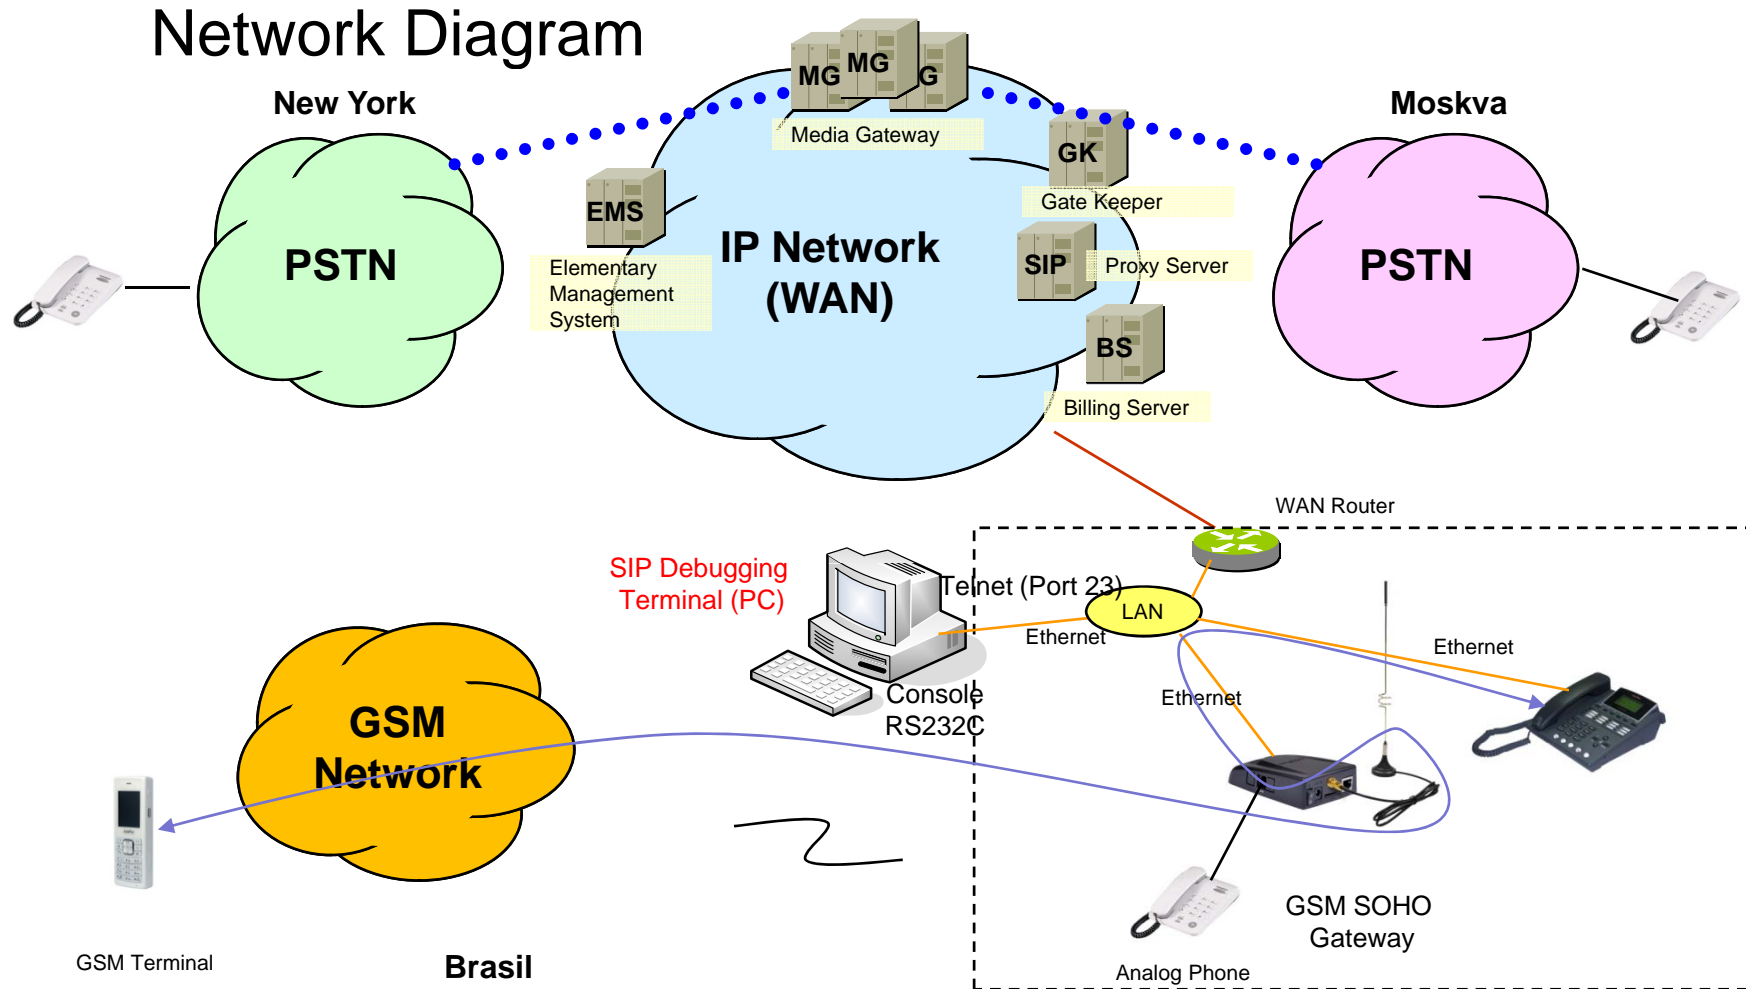 Network Diagram
New York
Moskva
MG
MG
G
Media Gateway
GK
Gate Keeper
EMS
Elementary
Management
System
PSTN
IP Network
(WAN)
SIP
Proxy Server
PSTN
BS
Billing Server
WAN Router
SIP Debugging
Terminal (PC)
Telnet (Port 23)
LAN
Ethernet
Ethernet
Ethernet
Console
RS232C
GSM
Network
GSM SOHO
Gateway
GSM Terminal
Brasil
Analog Phone